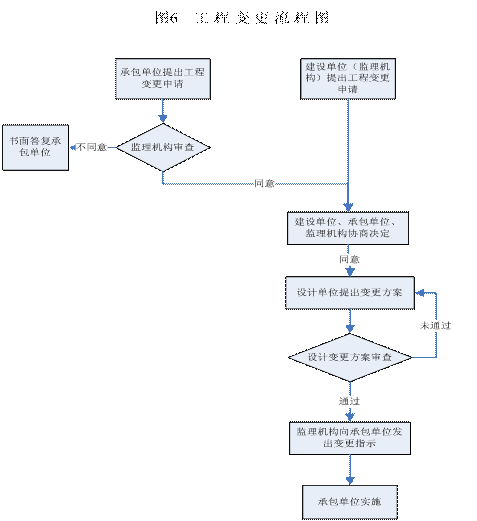 图6 工程变更流程图
承包单位提出工程
变更申请
建设单位（监理机
构）提出工程变更
申请
书面答复承
包单位
不同意
监理机构审查
同意
建设单位、承包单位、
监理机构协商决定
同意
设计单位提出变更方案
未通过
设计变更方案审查
通过
监理机构向承包单位发
出变更指示
承包单位实施